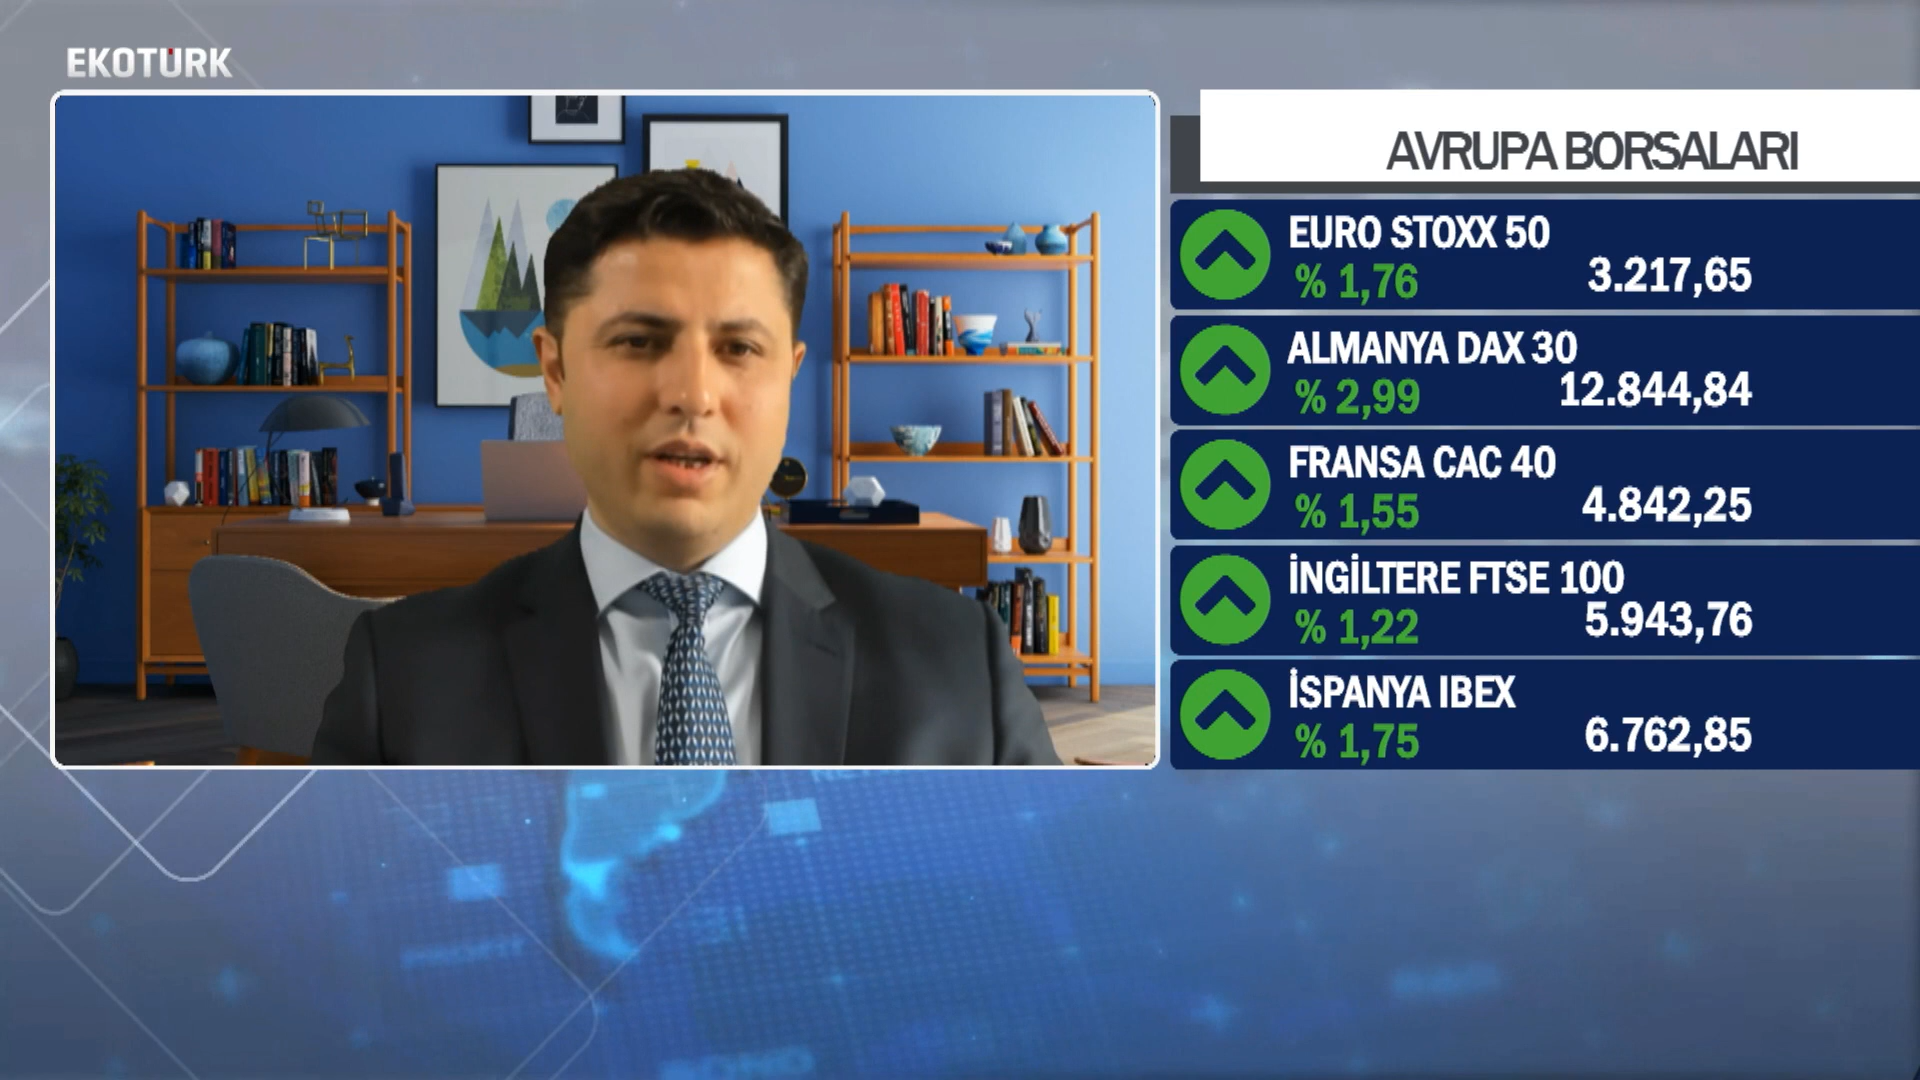 EKOTÜRK
AVRUPA BORSALARI
EURO STOXX 50
% 1,76 3.217,65
ALMANYA DAX 30
% 2,99 12.844,84
FRANSA CAC 40
% 1,55 4.842,25
İNGİLTERE FTSE 100
% 1,22 5.943,76
İSPANYA IBEX
% 1,75 6.762,85